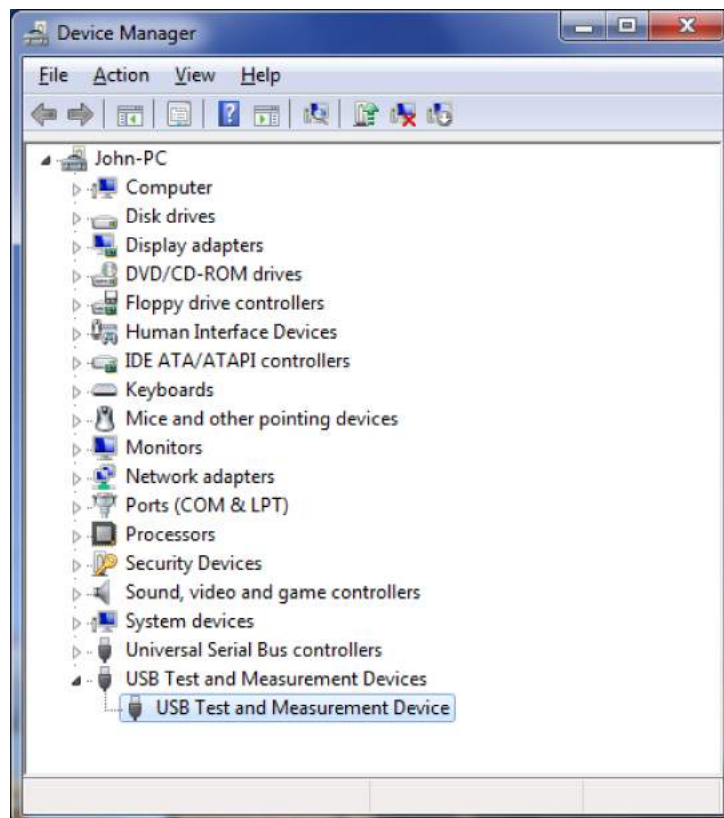 Device Manager
File Action View Help
John-PC
Computer
Disk drives
Display adapters
DVD/CD-ROM drives
Floppy drive controllers
Human Interface Devices
IDE ATA/ATAPI controllers
Keyboards
Mice and other pointing devices
Monitors
Network adapters
Ports (COM & LPT)
Processors
Security Devices
Sound, video and game controllers
System devices
Universal Serial Bus controllers
USB Test and Measurement Devices
USB Test and Measurement Device